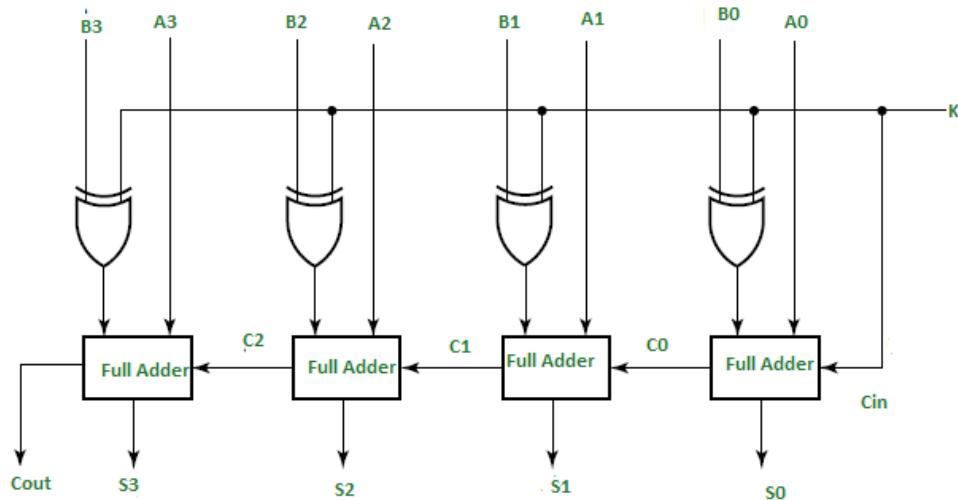 B3 A3 B2 A2 B1 A1 B0 A0
K
C2 C1 C0
Full Adder Full Adder Full Adder Full Adder
Cin
Cout S3 S2 S1 S0